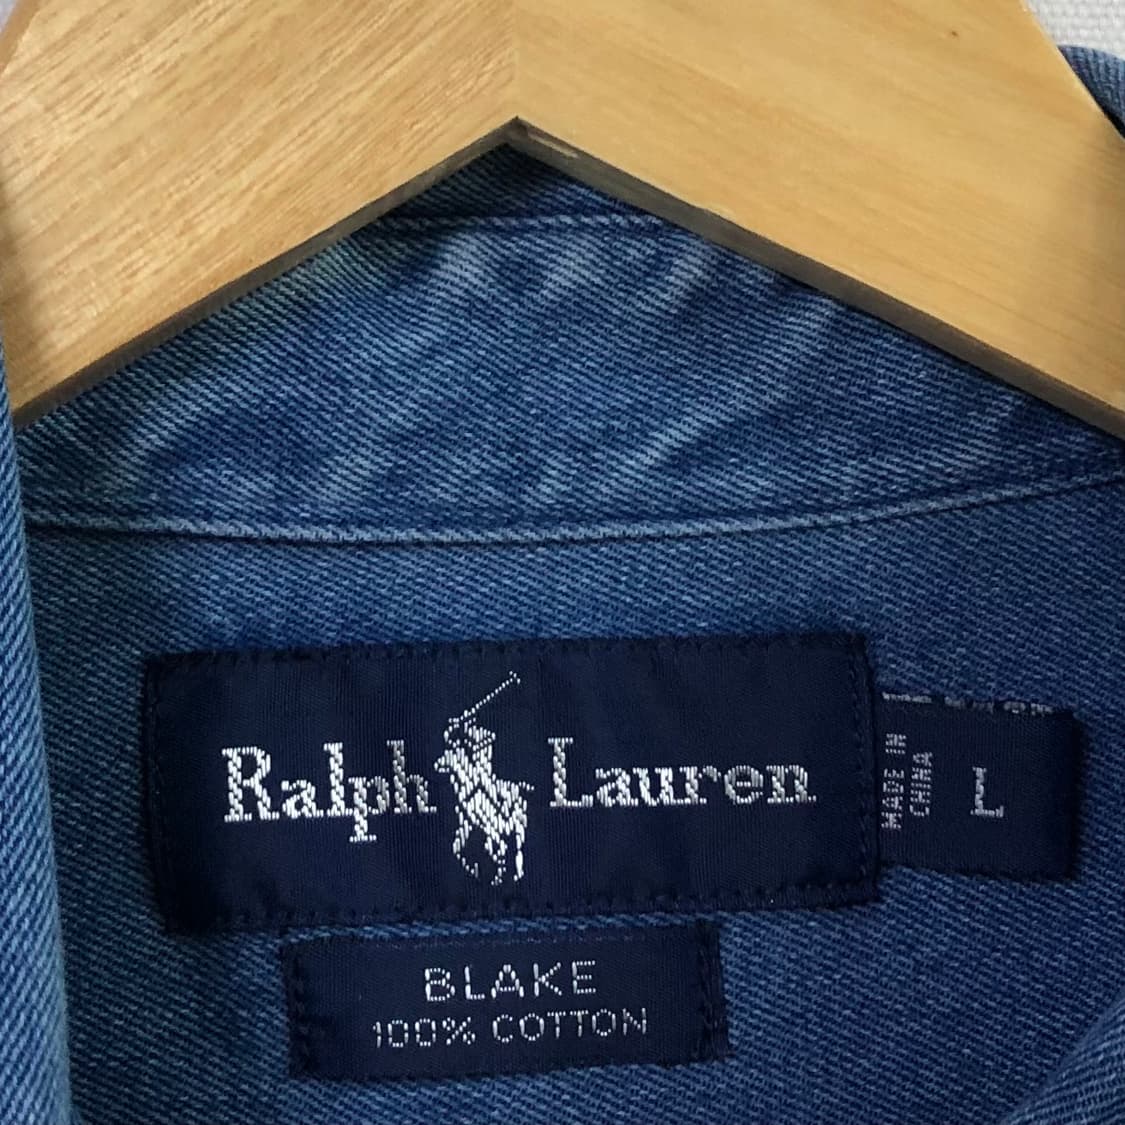 Ralph Lauren
MADE IN
CHINA
L
BLAKE
100% COTTON